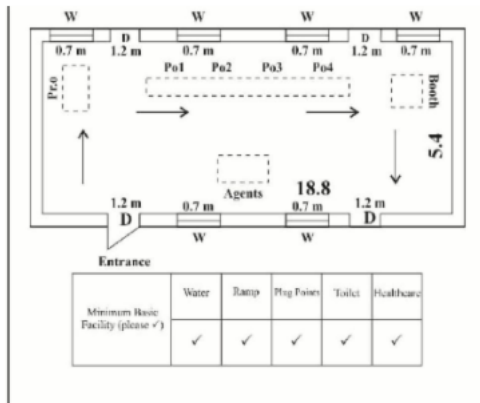 W W W W
D D
0.7 m 1.2 m 0.7 m 0.7 m 1.2 m 0.7 m
Po1 Po2 Po3 Po4
Pr.o
Booth
5.4
Agents
18.8
1.2 m 0.7 m 0.7 m 1.2 m
D D
W W
Entrance
Minimum Basic Facility (please ✓)
Water Ramp Plug Points Toilet Healthcare
✓ ✓ ✓ ✓ ✓